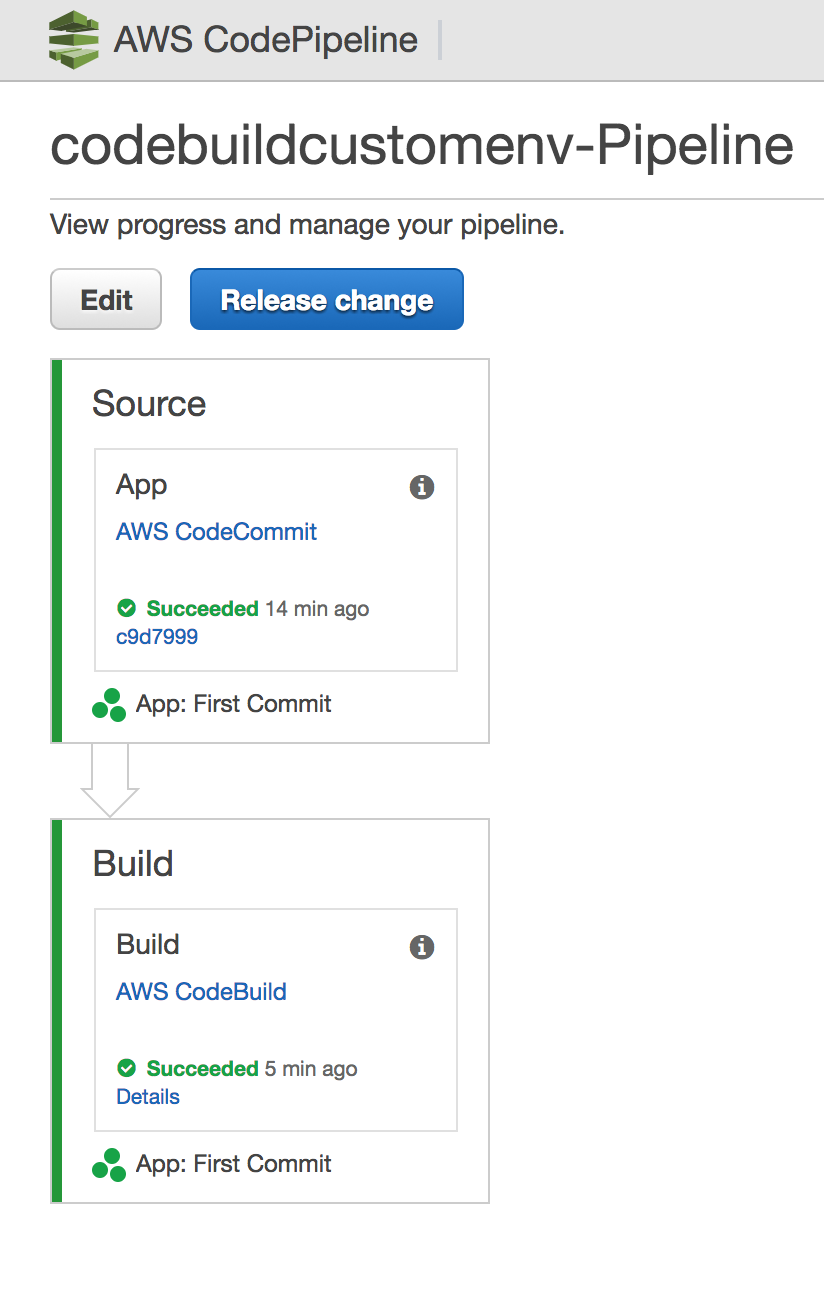 AWS CodePipeline
codebuildcustomenv-Pipeline
View progress and manage your pipeline.
Edit
Release change
Source
App
AWS CodeCommit
Succeeded 14 min ago
c9d7999
App: First Commit
Build
Build
AWS CodeBuild
Succeeded 5 min ago
Details
App: First Commit